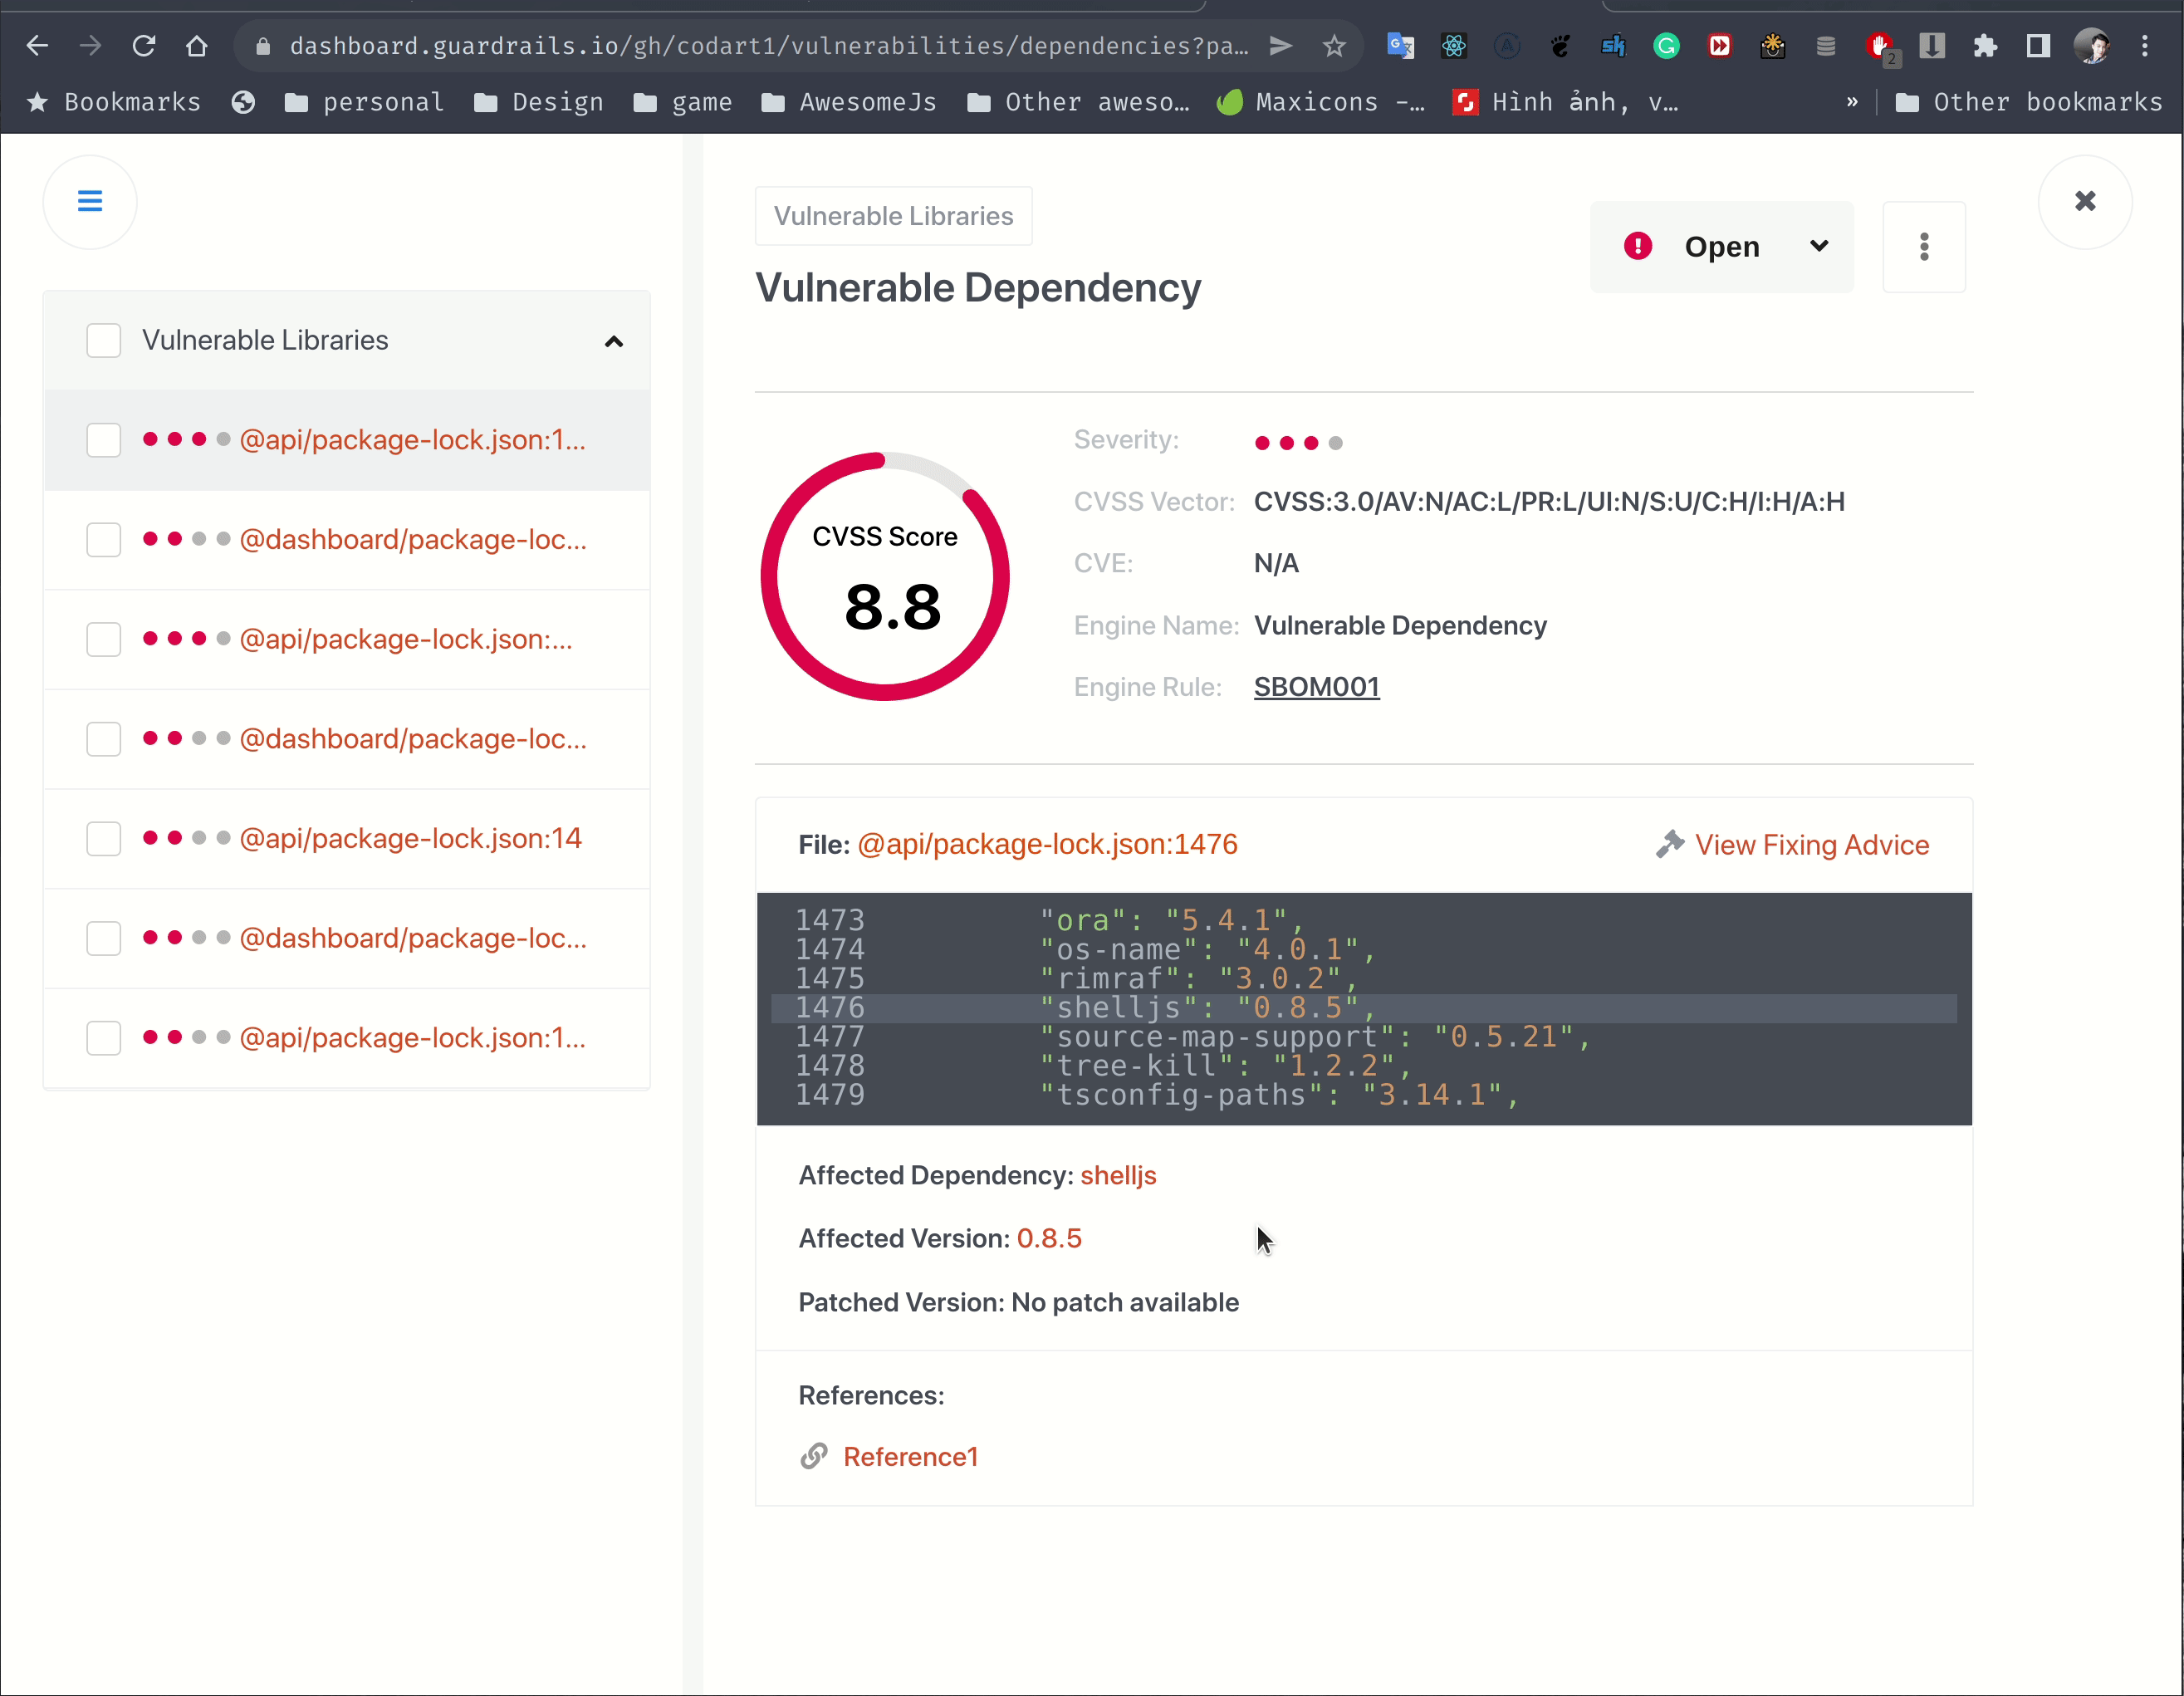 dashboard.guardrails.io/gh/codart1/vulnerabilities/dependencies?pa…
2
Bookmarks personal Design game AwesomeJs Other aweso… Maxicons –… Hình ảnh, v… » Other bookmarks
Vulnerable Libraries
@api/package-lock.json:1...
@dashboard/package-loc...
@api/package-lock.json:...
@dashboard/package-loc...
@api/package-lock.json:14
@dashboard/package-loc...
@api/package-lock.json:1...
Vulnerable Libraries
Vulnerable Dependency
Open
CVSS Score
8.8
Severity:
CVSS Vector: CVSS:3.0/AV:N/AC:L/PR:L/UI:N/S:U/C:H/I:H/A:H
CVE: N/A
Engine Name: Vulnerable Dependency
Engine Rule: SBOM001
File: @api/package-lock.json:1476
View Fixing Advice
1473 "ora": "5.4.1",
1474 "os-name": "4.0.1",
1475 "rimraf": "3.0.2",
1476 "shelljs": "0.8.5",
1477 "source-map-support": "0.5.21",
1478 "tree-kill": "1.2.2",
1479 "tsconfig-paths": "3.14.1",
Affected Dependency: shelljs
Affected Version: 0.8.5
Patched Version: No patch available
References:
Reference1